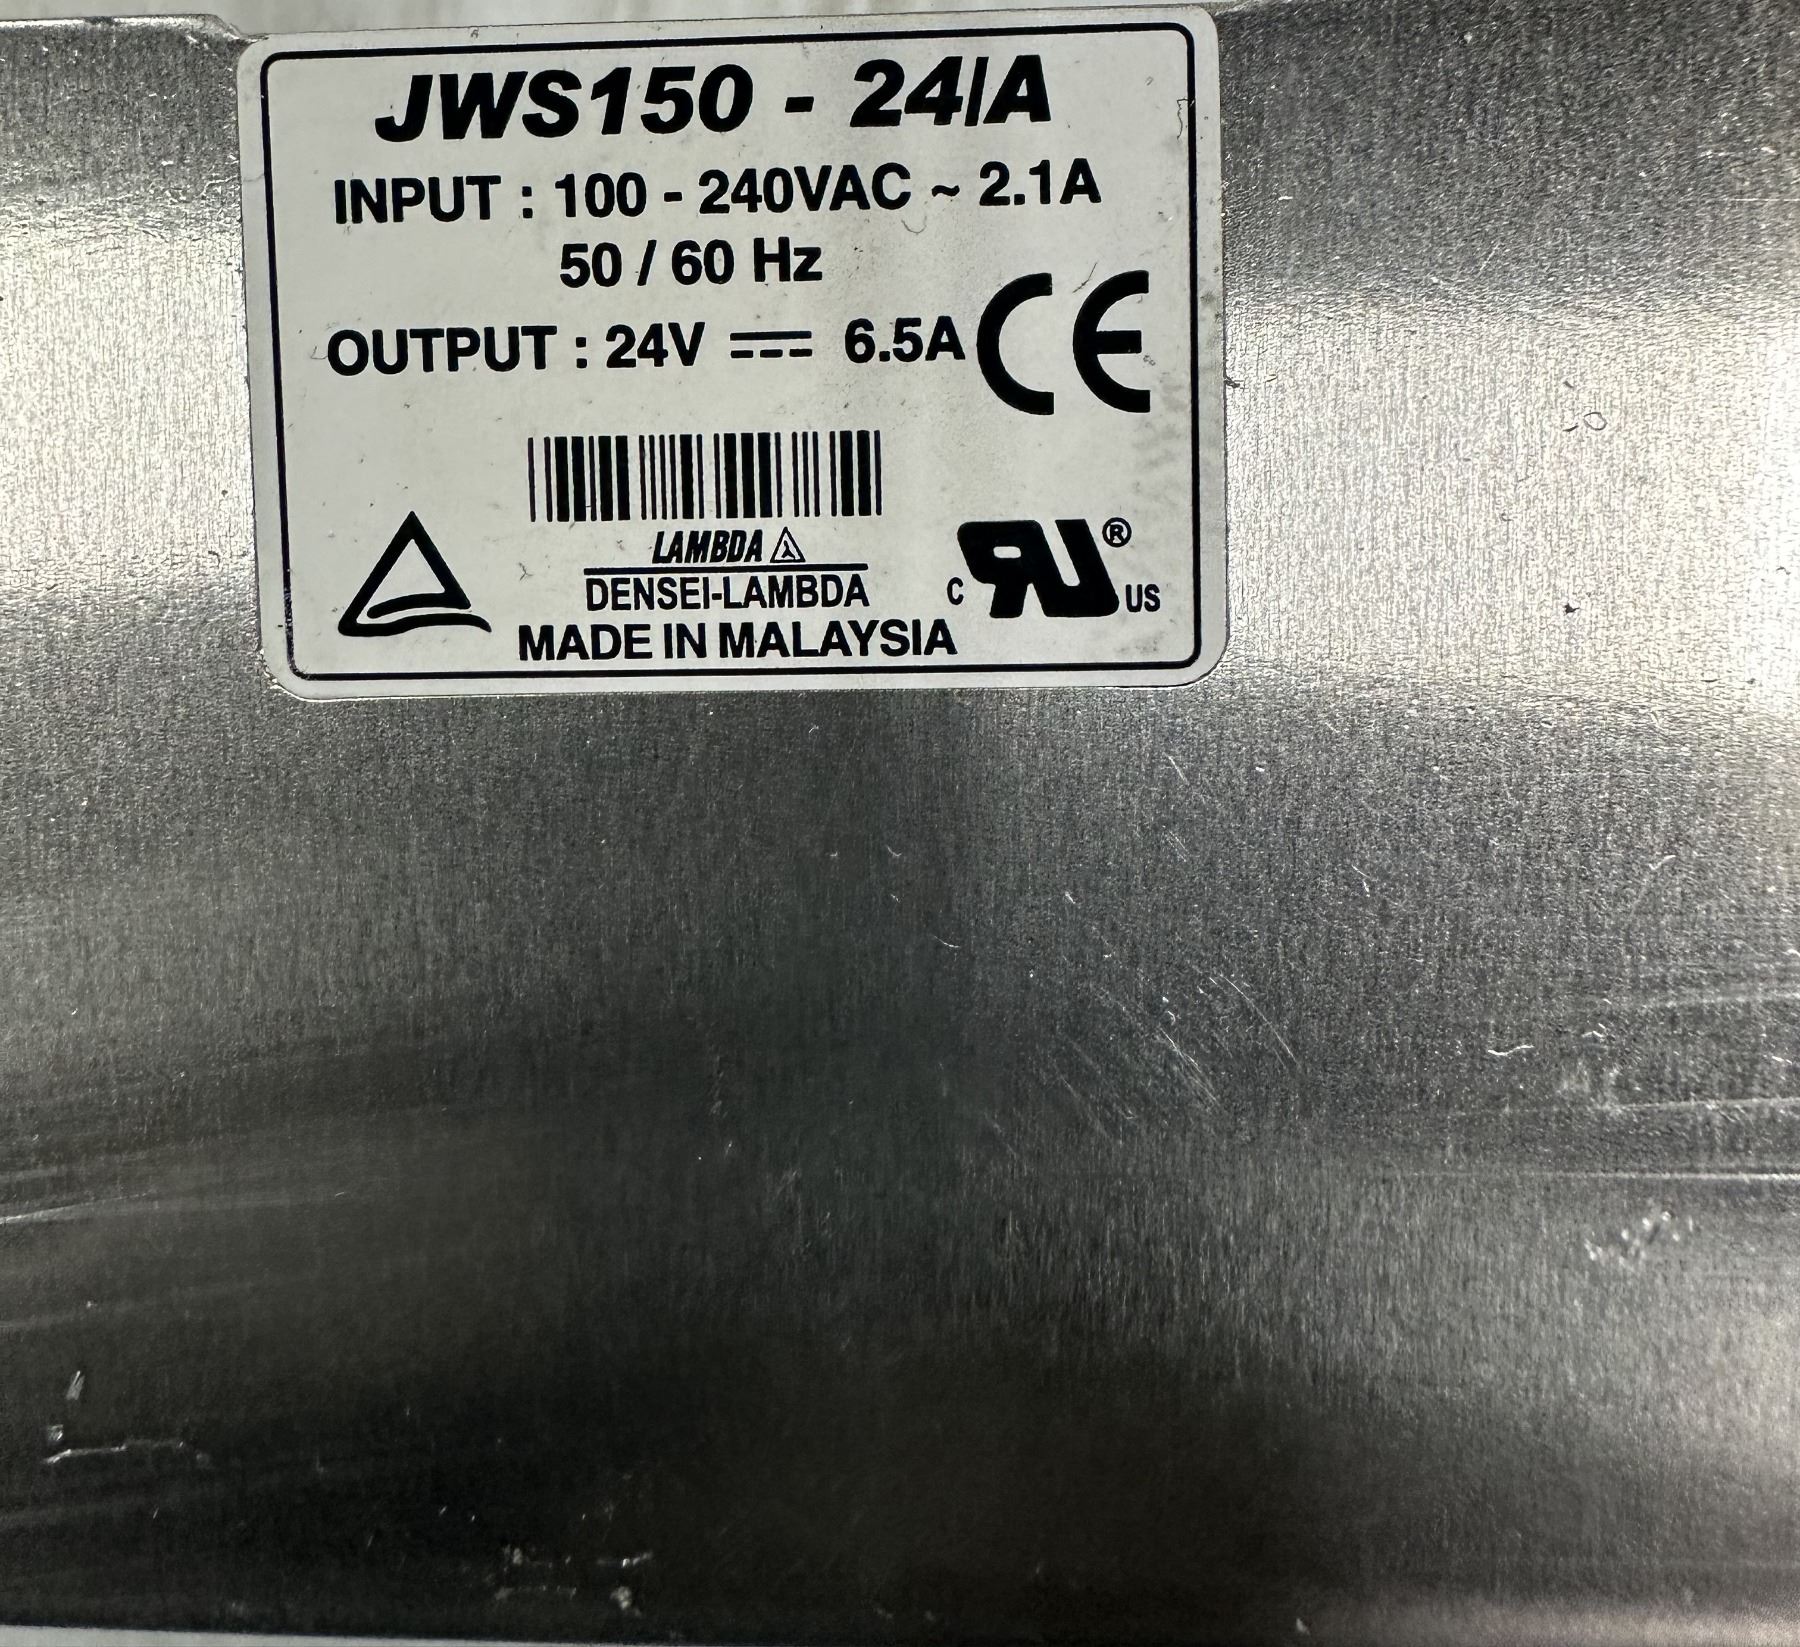 JWS150 - 24/A
INPUT : 100 - 240VAC ~ 2.1A
50 / 60 Hz
OUTPUT : 24V ⎓ 6.5A
CE
LAMBDA
DENSEI-LAMBDA
C RU ® US
MADE IN MALAYSIA